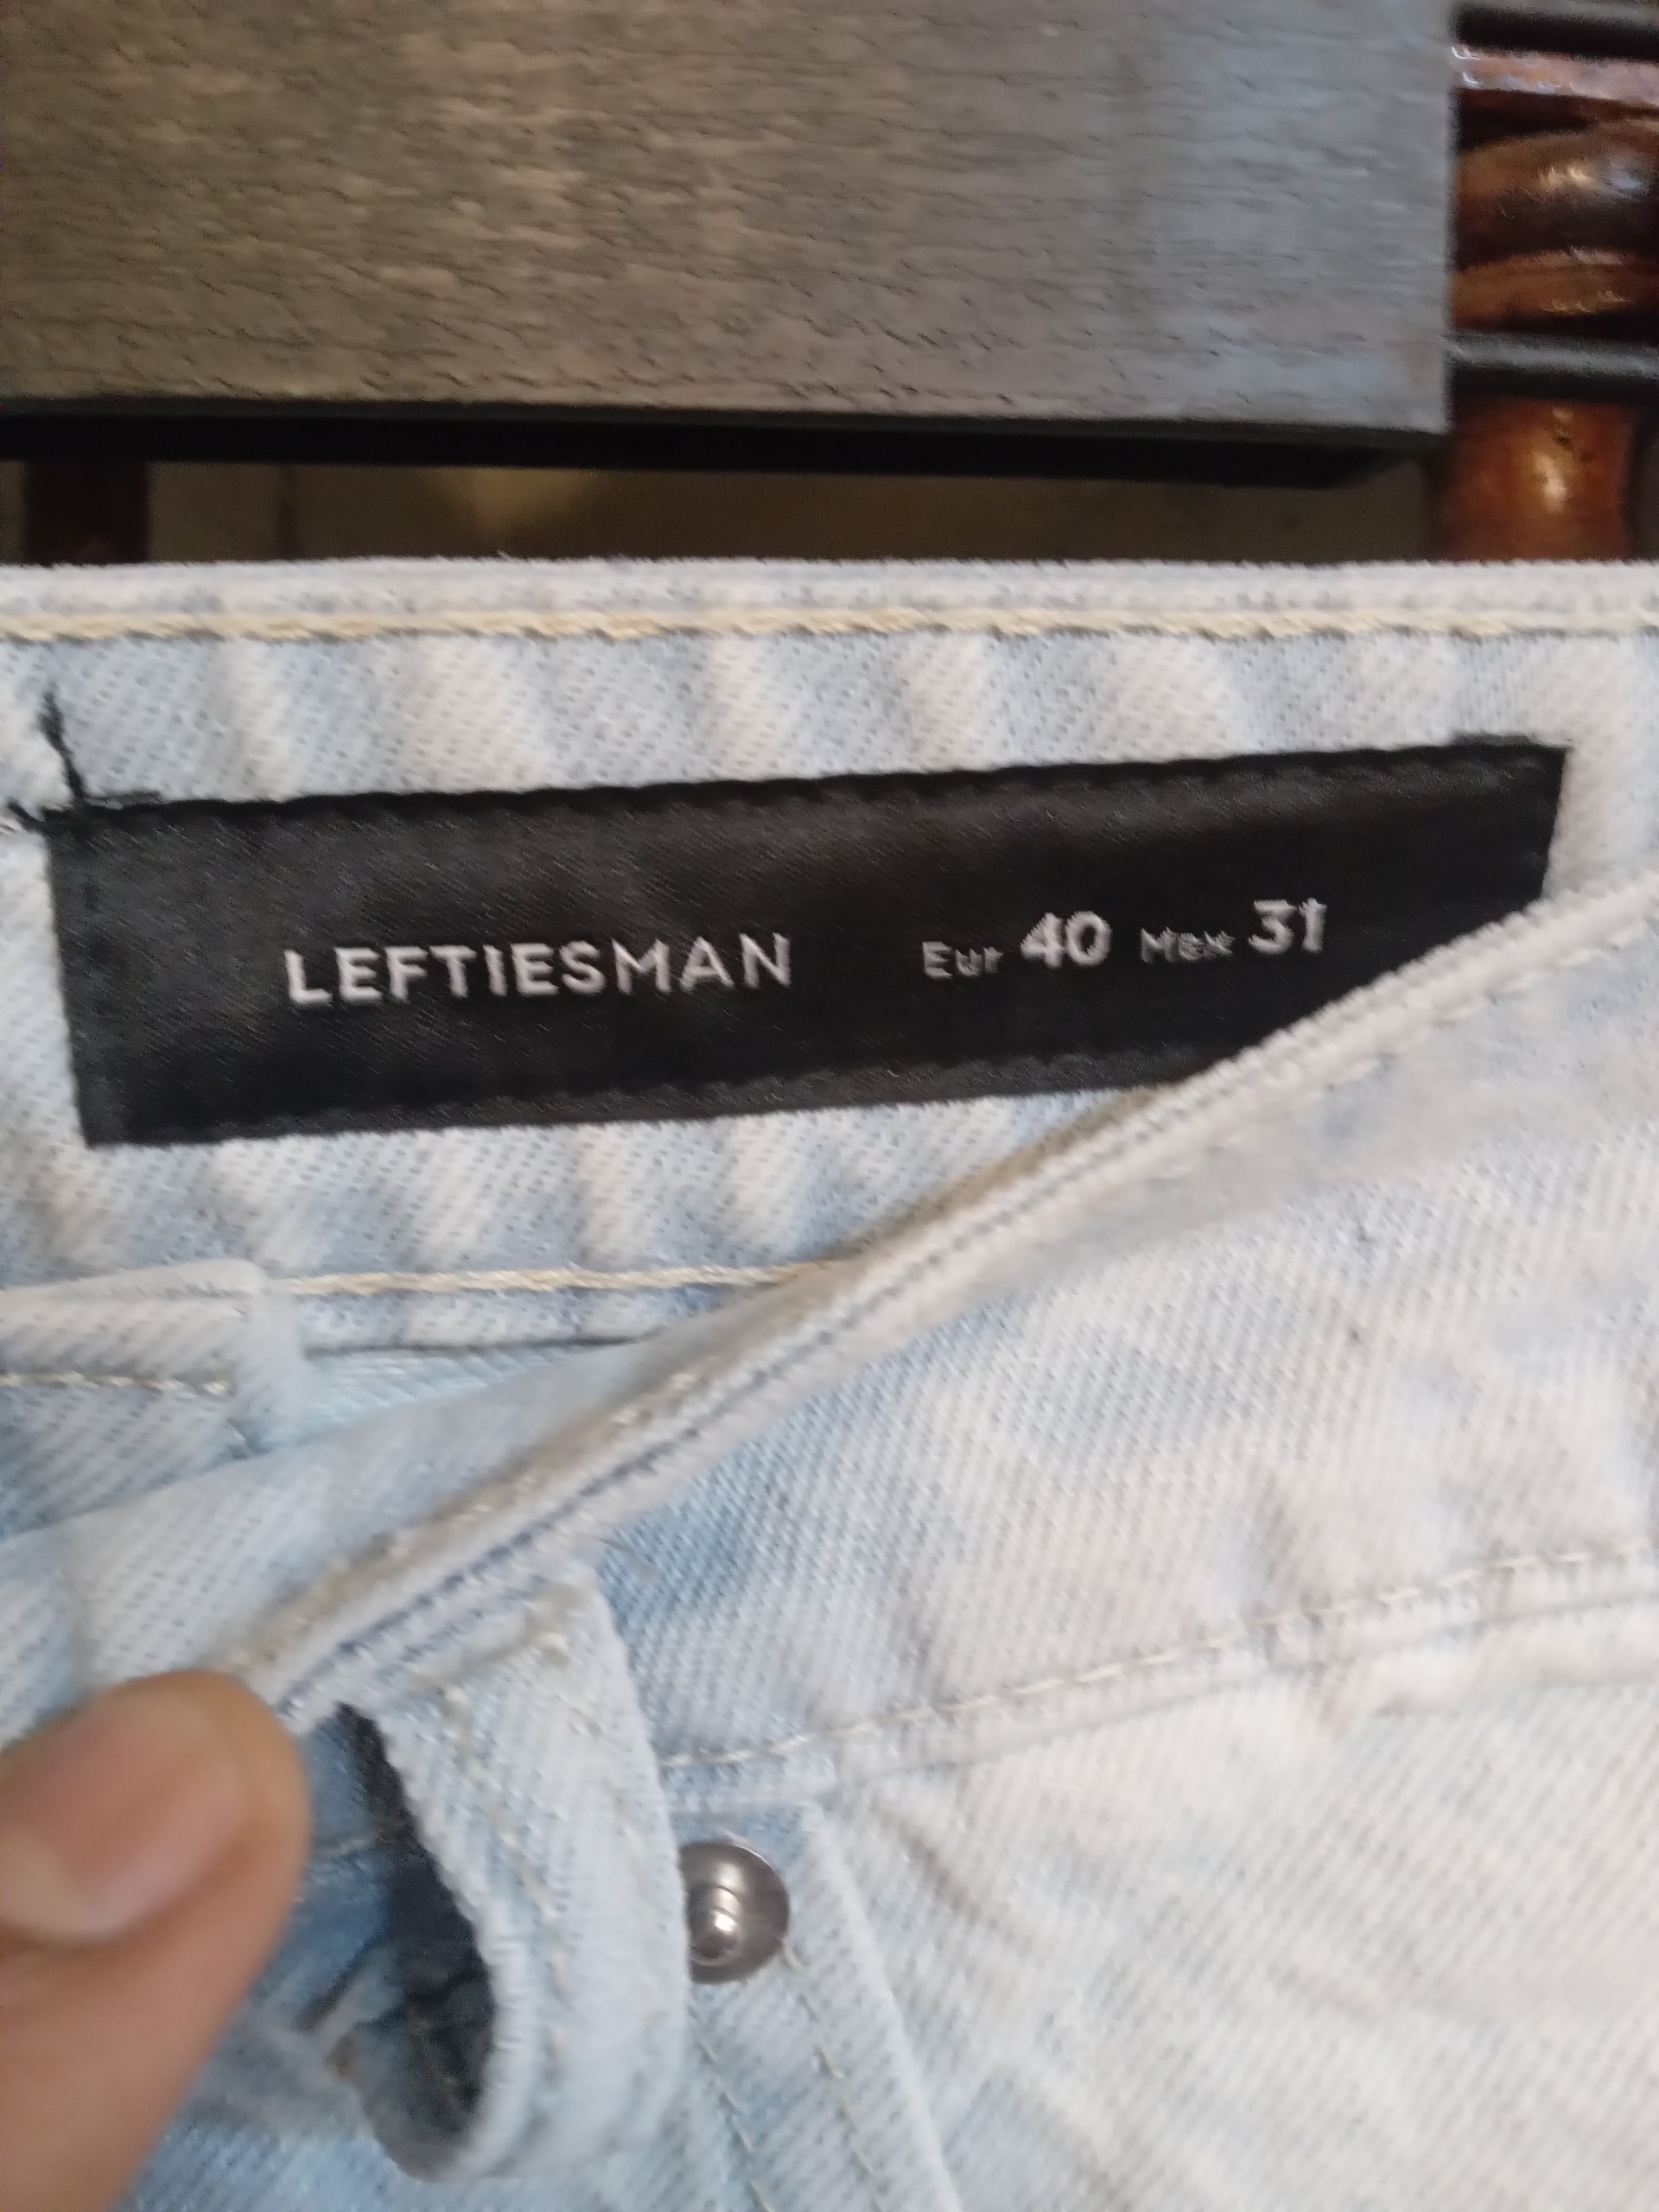 LEFTIESMAN Eur 40 Mex 31